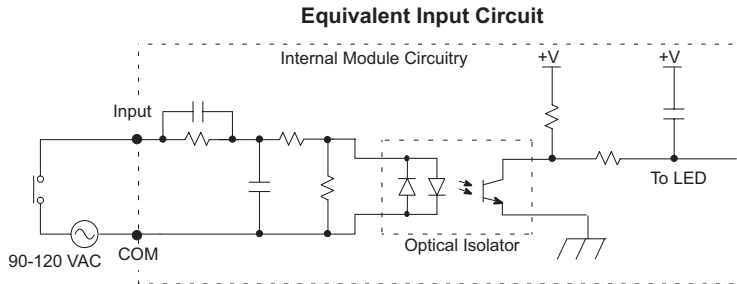 Equivalent Input Circuit
Internal Module Circuitry
+V
+V
Input
To LED
Optical Isolator
COM
90-120 VAC